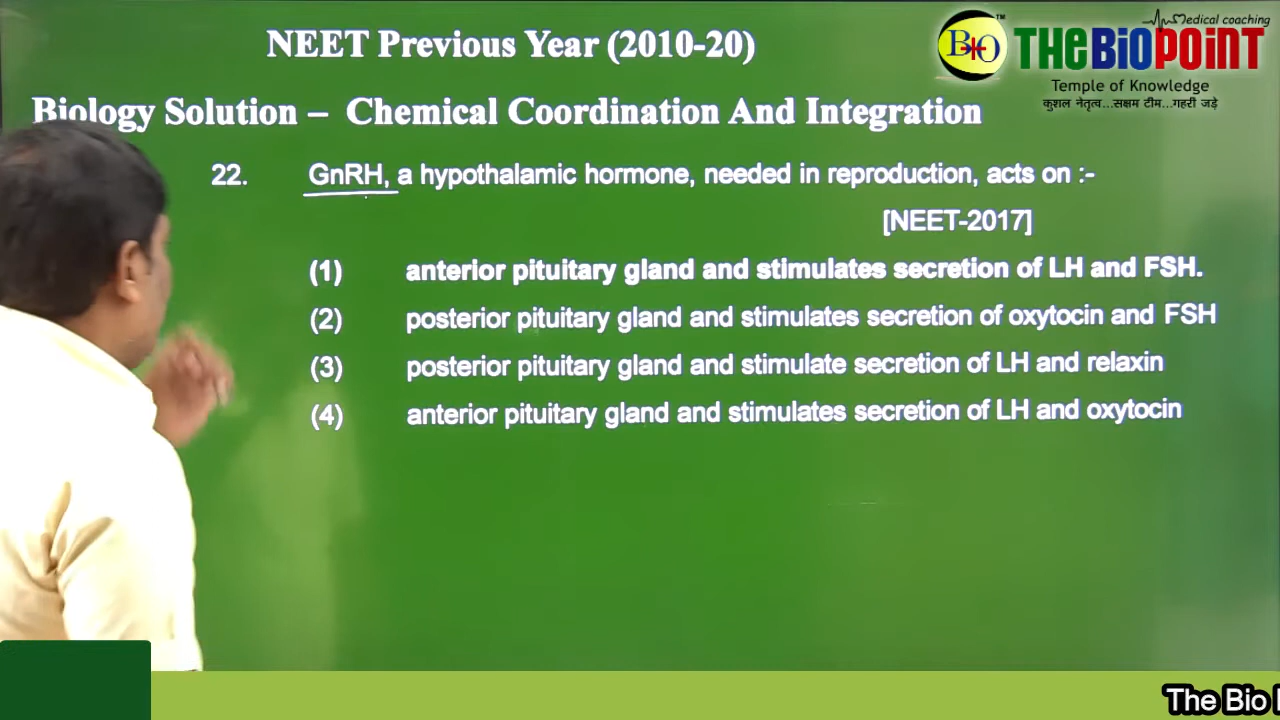 NEET Previous Year (2010-20)
Biology Solution – Chemical Coordination And Integration
B+O ™
Medical coaching
THEBiOPOiNT
Temple of Knowledge
कुशल नेतृत्व...सक्षम टीम...गहरी जड़े
22. GnRH, a hypothalamic hormone, needed in reproduction, acts on :-
[NEET-2017]
(1) anterior pituitary gland and stimulates secretion of LH and FSH.
(2) posterior pituitary gland and stimulates secretion of oxytocin and FSH
(3) posterior pituitary gland and stimulate secretion of LH and relaxin
(4) anterior pituitary gland and stimulates secretion of LH and oxytocin
The Bio